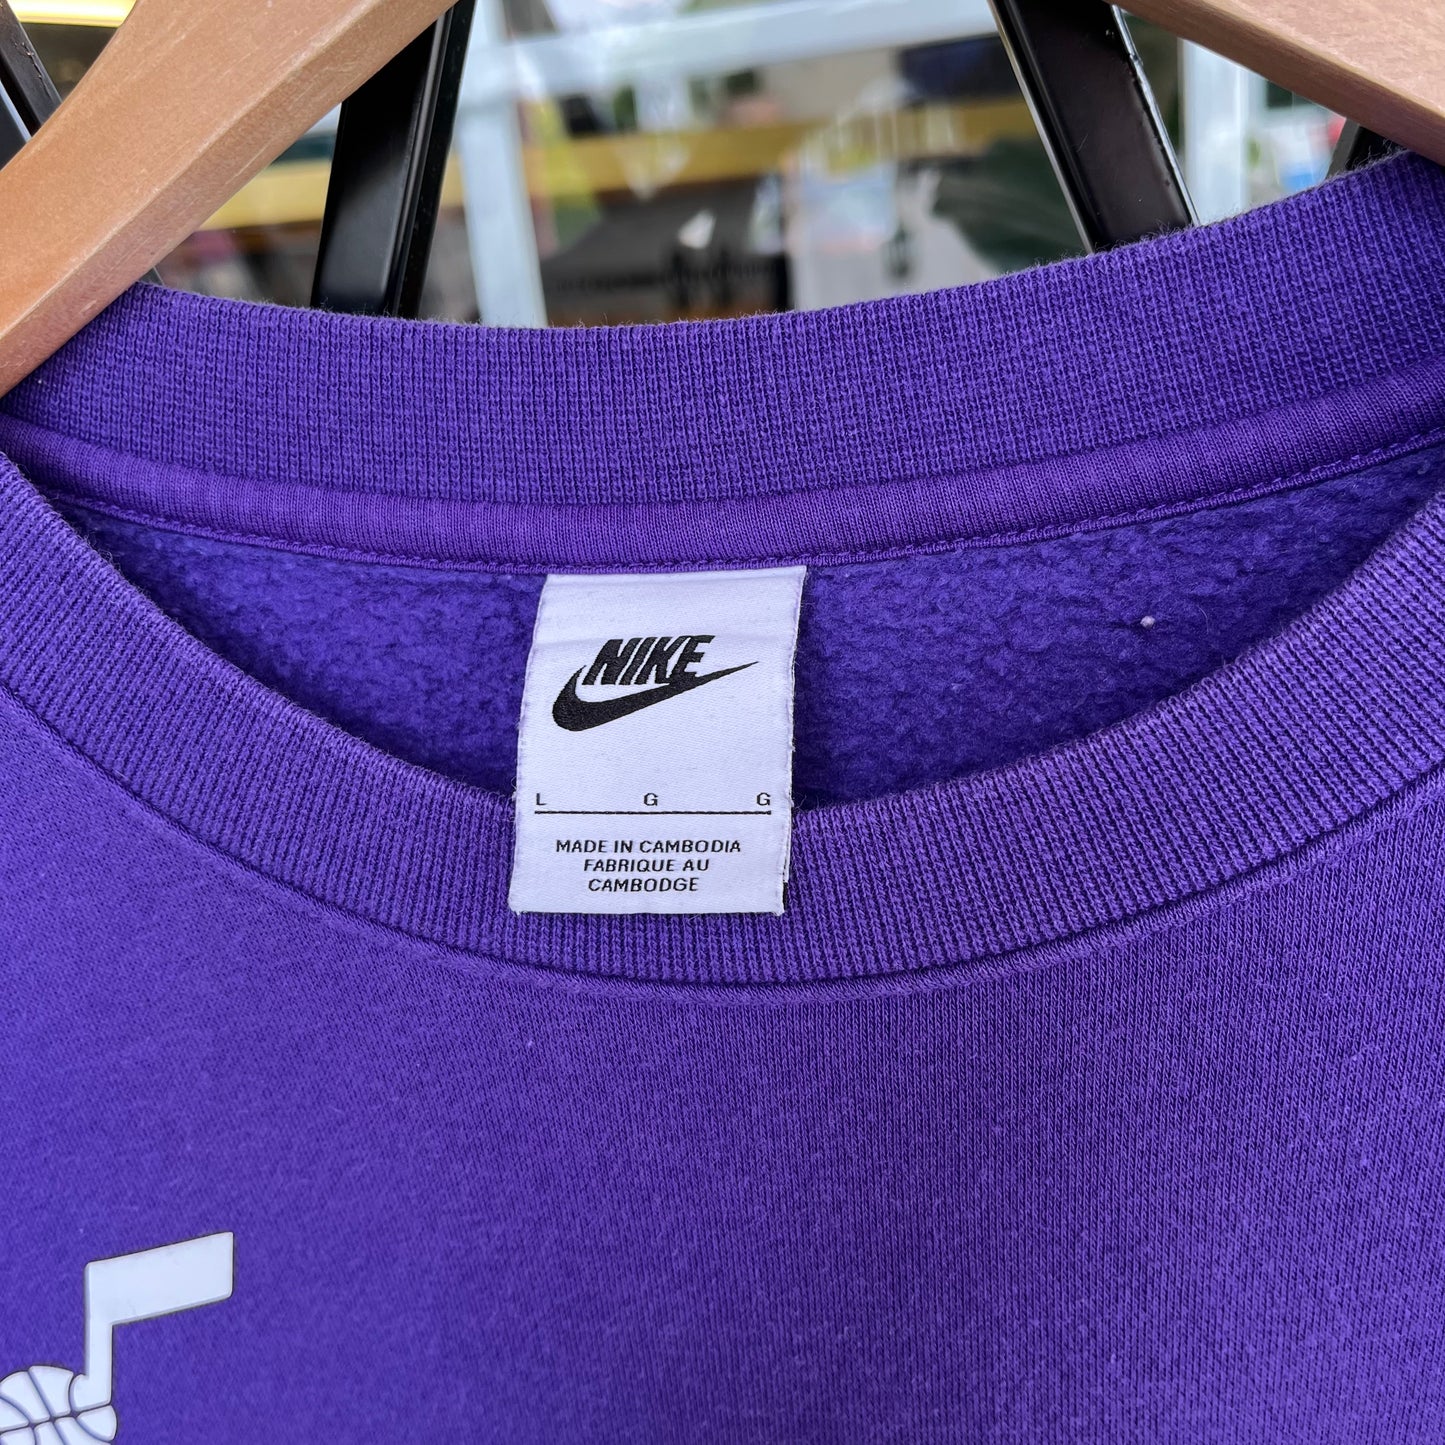 NIKE
L G G
MADE IN CAMBODIA
FABRIQUE AU
CAMBODGE